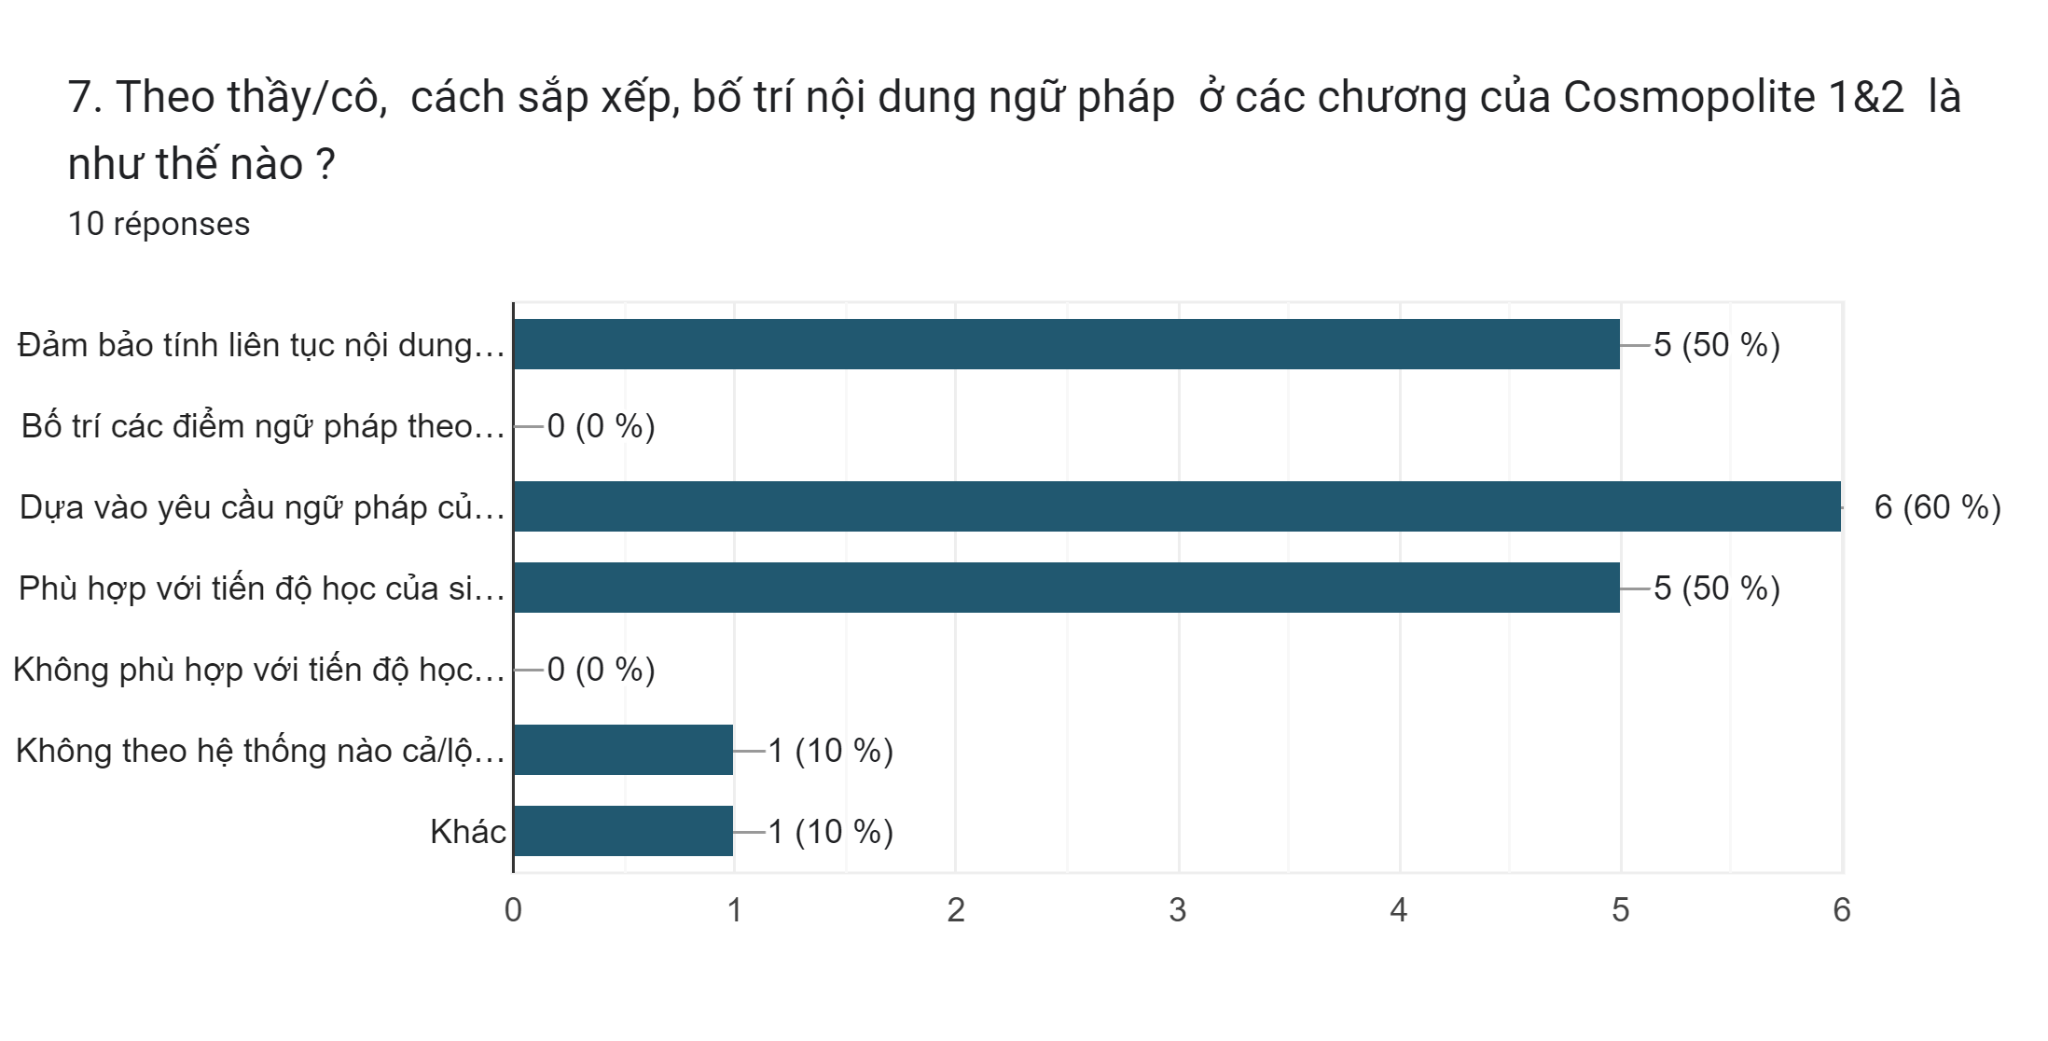 7. Theo thầy/cô,  cách sắp xếp, bố trí nội dung ngữ pháp  ở các chương của Cosmopolite 1&2  là
như thế nào ?
10 réponses
Đảm bảo tính liên tục nội dung…
5 (50 %)
Bố trí các điểm ngữ pháp theo…
0 (0 %)
Dựa vào yêu cầu ngữ pháp củ…
6 (60 %)
Phù hợp với tiến độ học của si…
5 (50 %)
Không phù hợp với tiến độ học…
0 (0 %)
Không theo hệ thống nào cả/lộ…
1 (10 %)
Khác
1 (10 %)
0 1 2 3 4 5 6